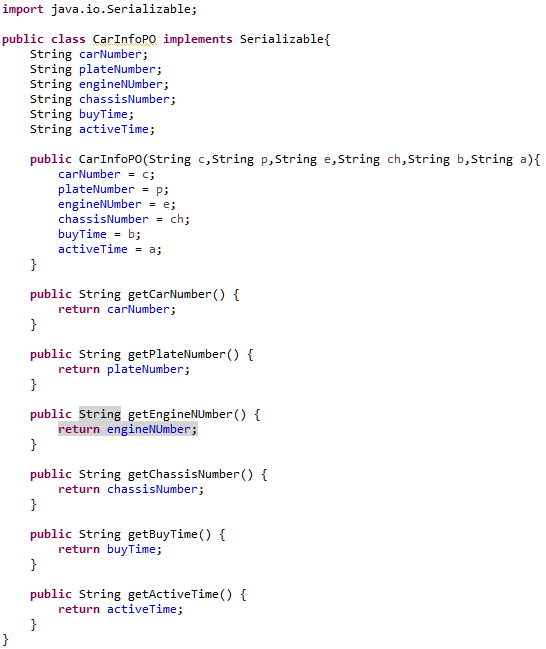 import java.io.Serializable;
public class CarInfoPO implements Serializable{
    String carNumber;
    String plateNumber;
    String engineNUmber;
    String chassisNumber;
    String buyTime;
    String activeTime;
    public CarInfoPO(String c,String p,String e,String ch,String b,String a){
        carNumber = c;
        plateNumber = p;
        engineNUmber = e;
        chassisNumber = ch;
        buyTime = b;
        activeTime = a;
    }
    public String getCarNumber() {
        return carNumber;
    }
    public String getPlateNumber() {
        return plateNumber;
    }
    public String getEngineNUmber() {
        return engineNUmber;
    }
    public String getChassisNumber() {
        return chassisNumber;
    }
    public String getBuyTime() {
        return buyTime;
    }
    public String getActiveTime() {
        return activeTime;
    }
}